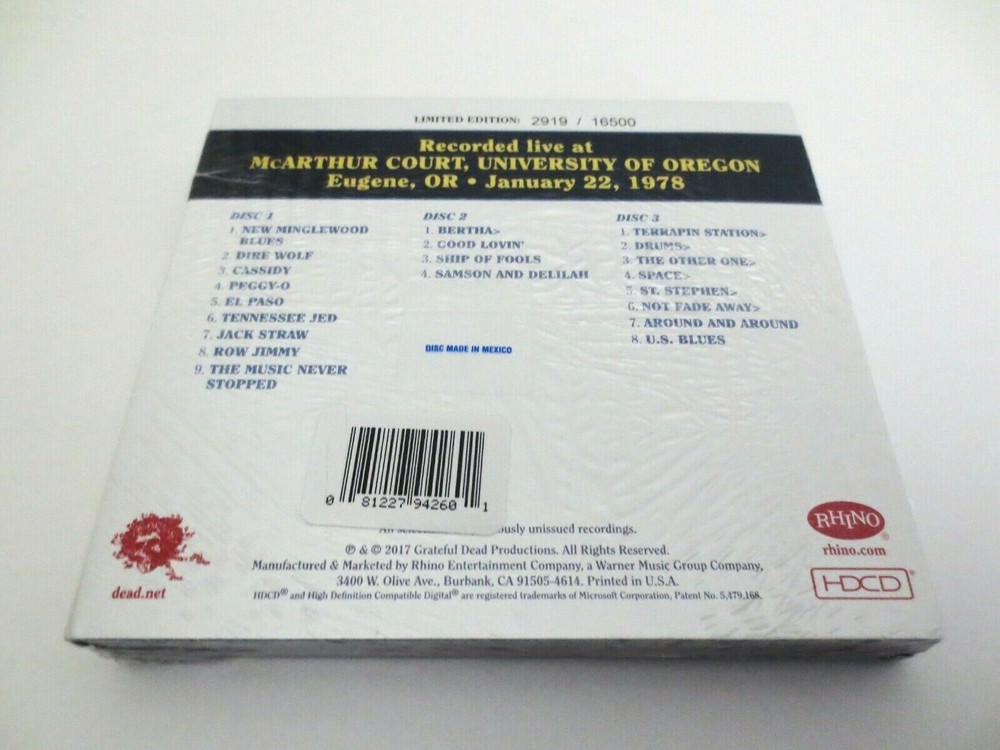 LIMITED EDITION: 2919 / 16500
Recorded live at
McARTHUR COURT, UNIVERSITY OF OREGON
Eugene, OR • January 22, 1978
DISC 1
1. NEW MINGLEWOOD
BLUES
2. DIRE WOLF
3. CASSIDY
4. PEGGY-O
5. EL PASO
6. TENNESSEE JED
7. JACK STRAW
8. ROW JIMMY
9. THE MUSIC NEVER
STOPPED
DISC 2
1. BERTHA>
2. GOOD LOVIN'
3. SHIP OF FOOLS
4. SAMSON AND DELILAH
DISC MADE IN MEXICO
DISC 3
1. TERRAPIN STATION>
2. DRUMS>
3. THE OTHER ONE>
4. SPACE>
5. ST. STEPHEN>
6. NOT FADE AWAY>
7. AROUND AND AROUND
8. U.S. BLUES
0 81227 94260 1
unissued recordings.
℗ & © 2017 Grateful Dead Productions. All Rights Reserved.
Manufactured & Marketed by Rhino Entertainment Company, a Warner Music Group Company,
3400 W. Olive Ave., Burbank, CA 91505-4614. Printed in U.S.A.
HDCD® and High Definition Compatible Digital® are registered trademarks of Microsoft Corporation, Patent No. 5,479,168.
dead.net
RHINO
rhino.com
HDCD®